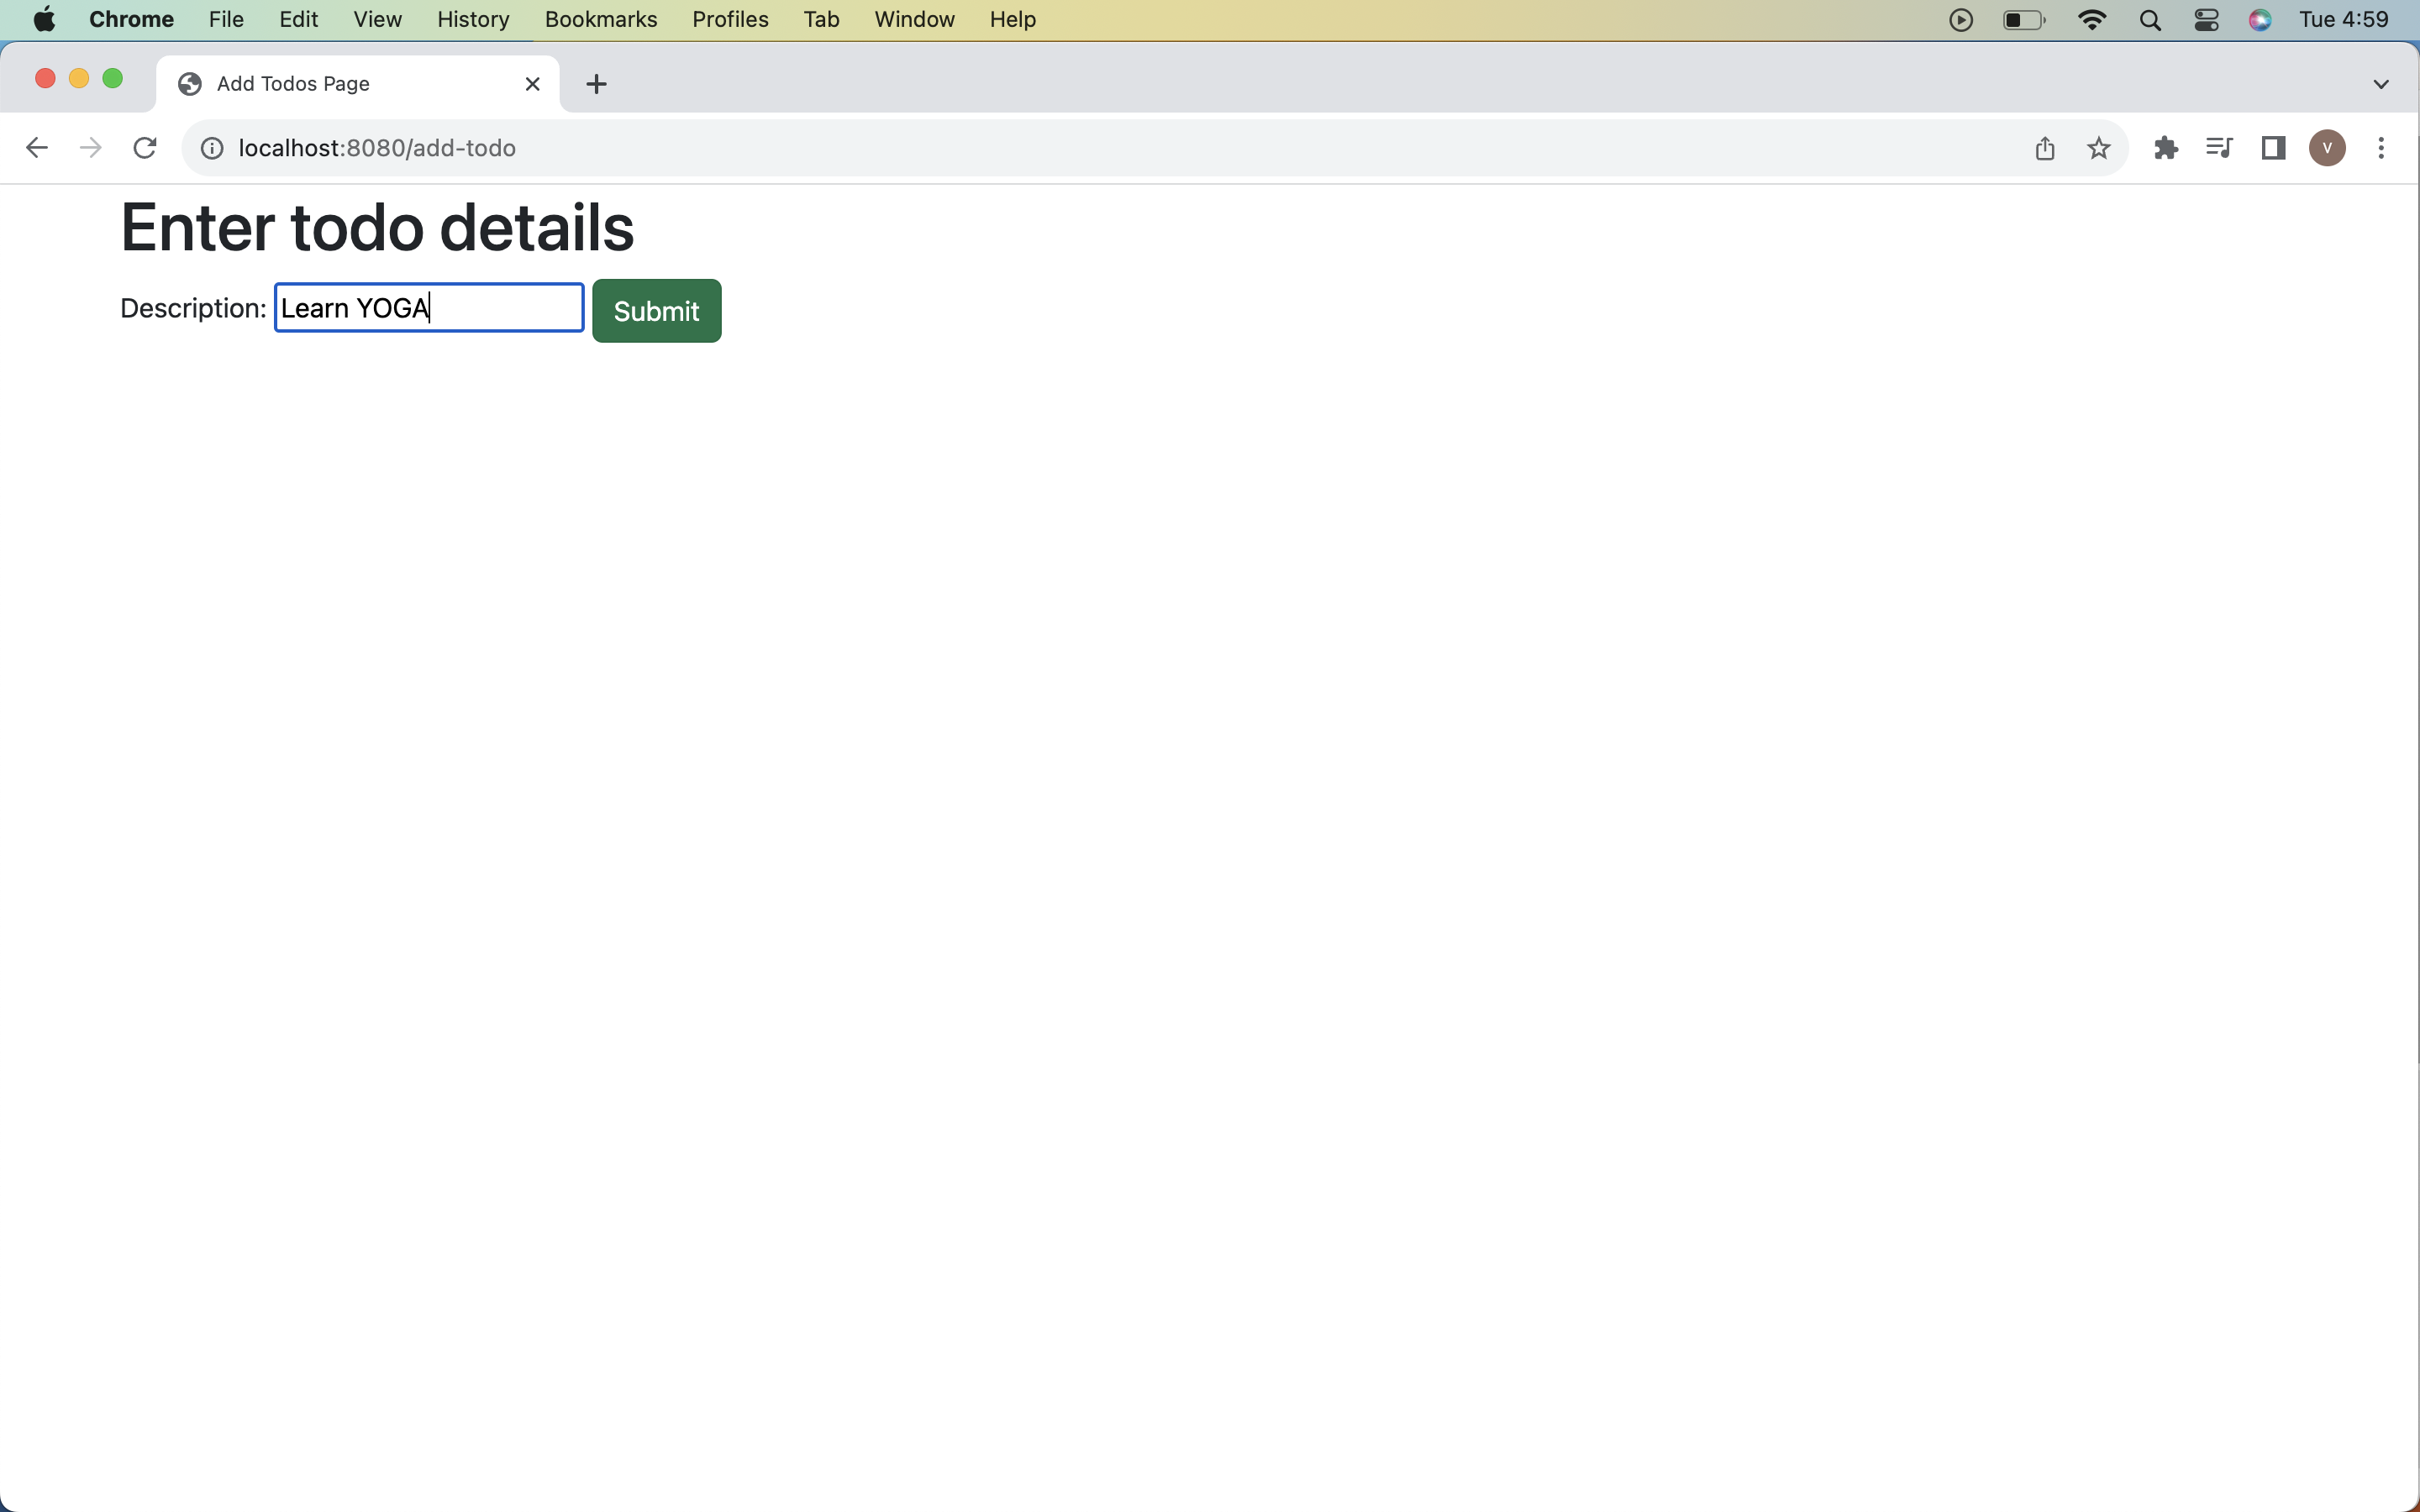 Chrome File Edit View History Bookmarks Profiles Tab Window Help Tue 4:59
Add Todos Page
localhost:8080/add-todo V
Enter todo details
Description: Learn YOGA Submit